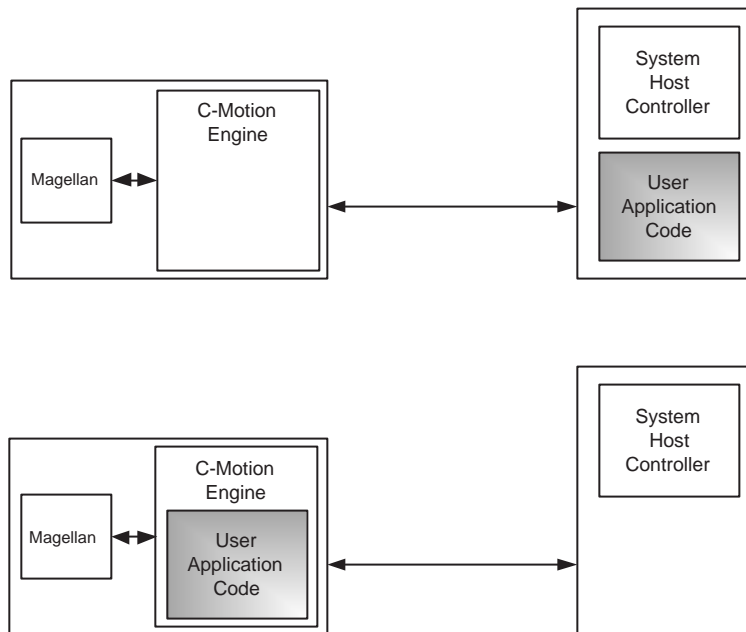 C-Motion
Engine
Magellan
System
Host
Controller
User
Application
Code
C-Motion
Engine
Magellan
User
Application
Code
System
Host
Controller